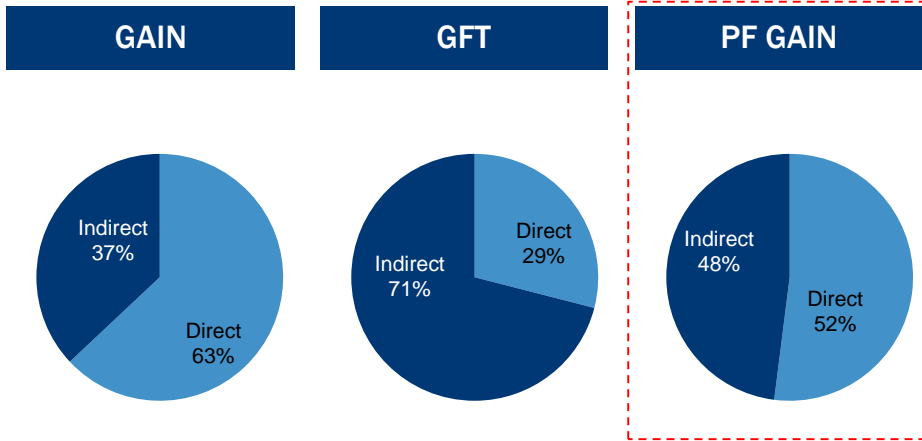 GAIN
GFT
PF GAIN
Indirect
37%
Direct
63%
Indirect
71%
Direct
29%
Indirect
48%
Direct
52%